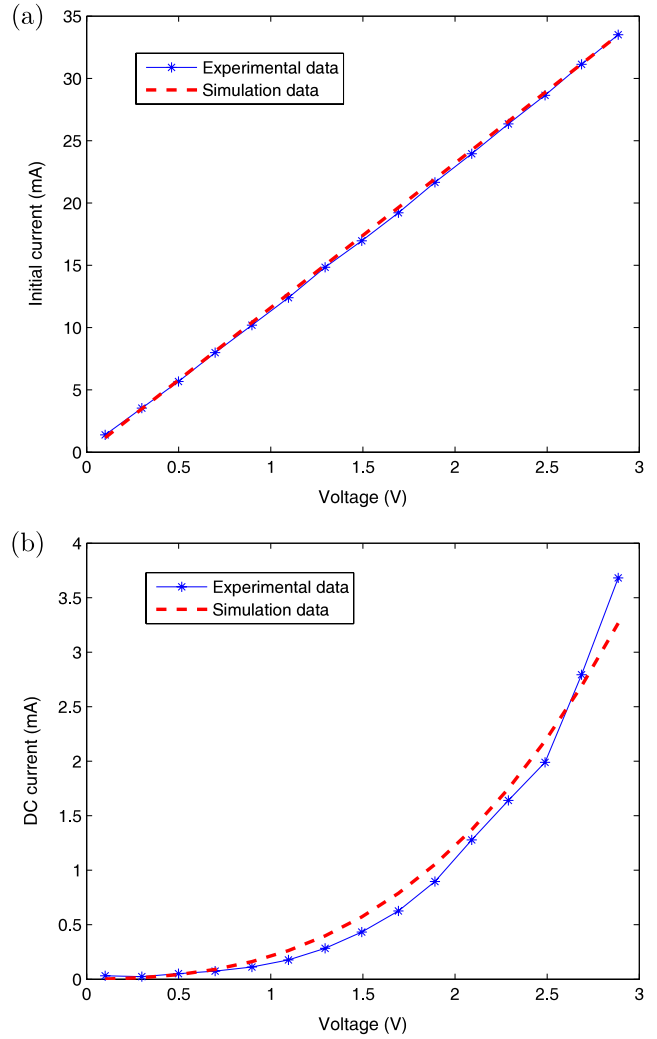 (a)
35
30
25
20
15
10
5
0
Initial current (mA)
Experimental data
Simulation data
0 0.5 1 1.5 2 2.5 3
Voltage (V)
(b)
4
3.5
3
2.5
2
1.5
1
0.5
0
DC current (mA)
Experimental data
Simulation data
0 0.5 1 1.5 2 2.5 3
Voltage (V)